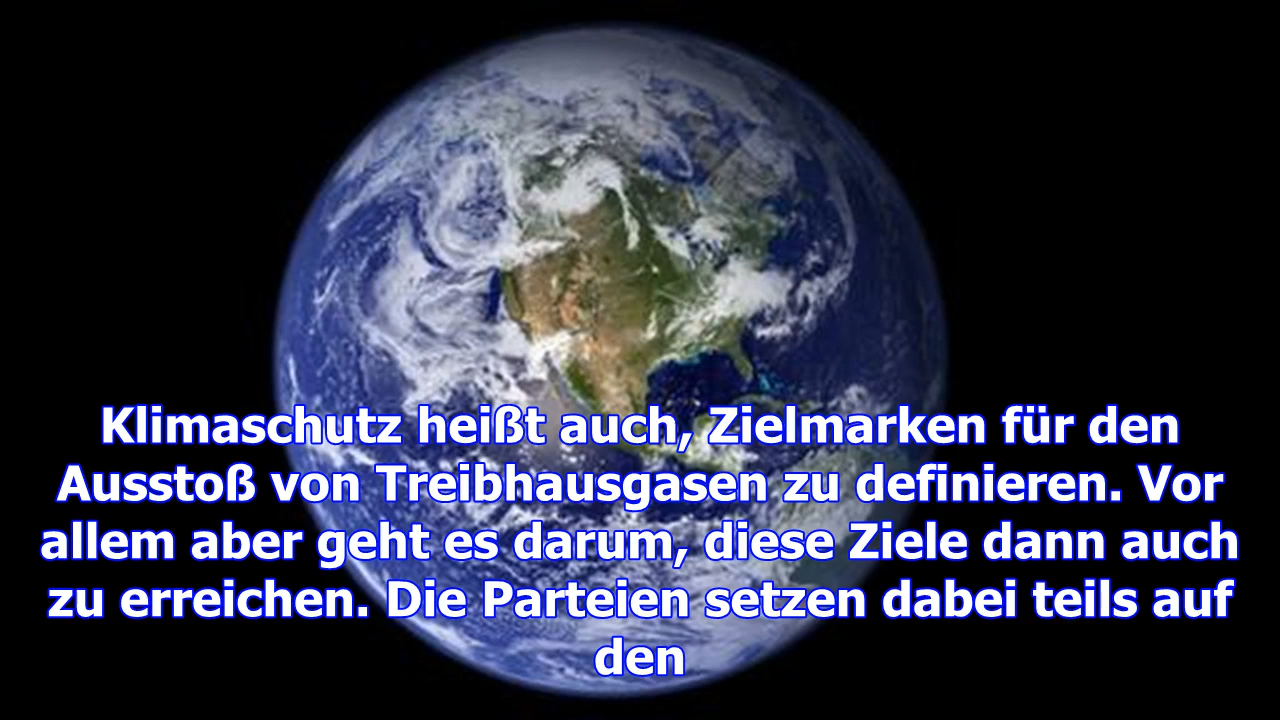 Klimaschutz heißt auch, Zielmarken für den
Ausstoß von Treibhausgasen zu definieren. Vor
allem aber geht es darum, diese Ziele dann auch
zu erreichen. Die Parteien setzen dabei teils auf
den